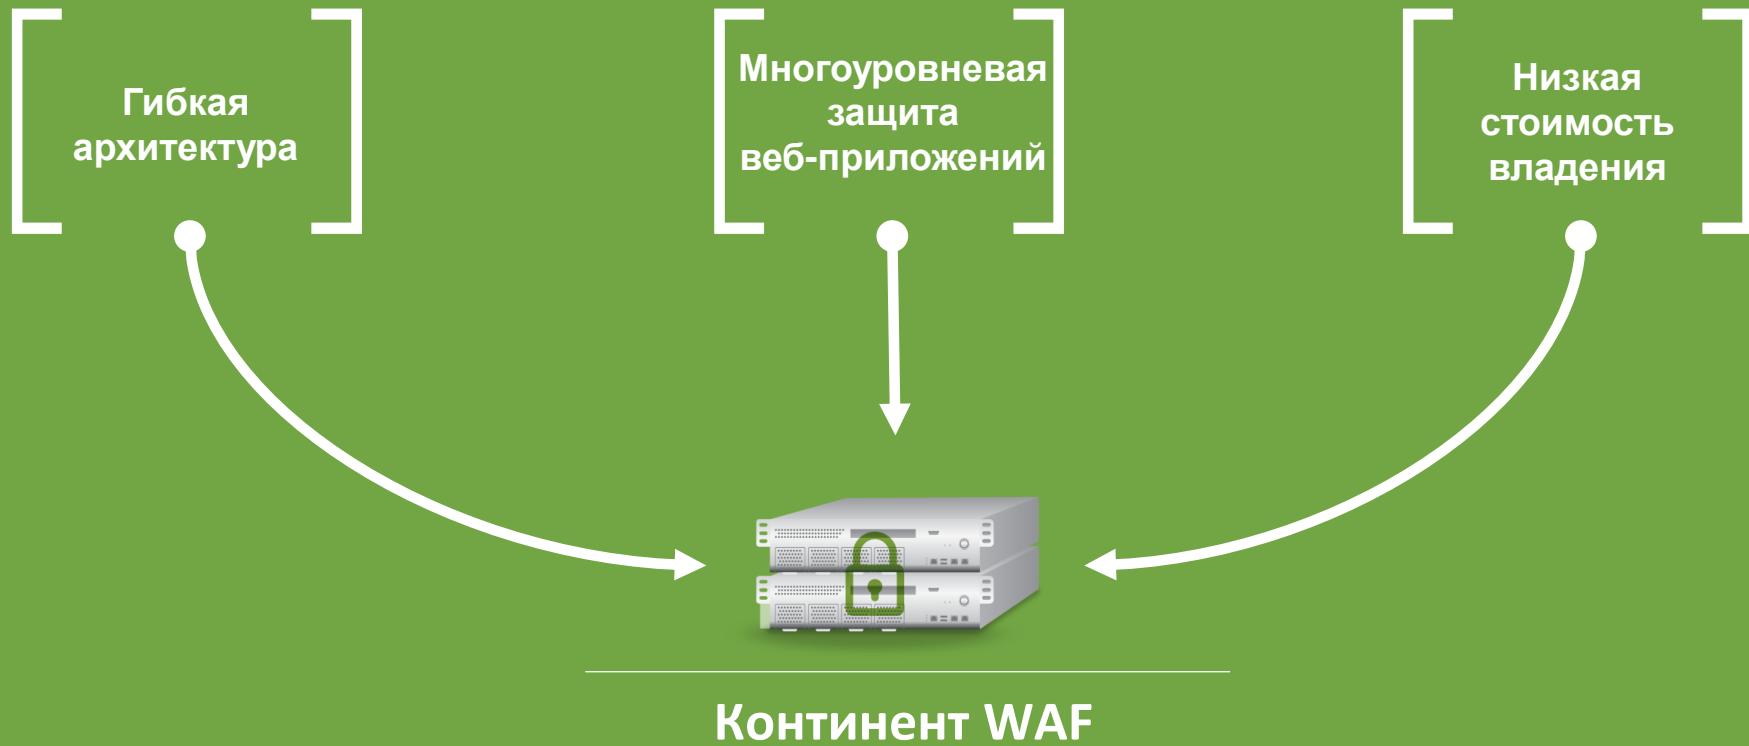 Гибкая
архитектура
Многоуровневая
защита
веб-приложений
Низкая
стоимость
владения
Континент WAF